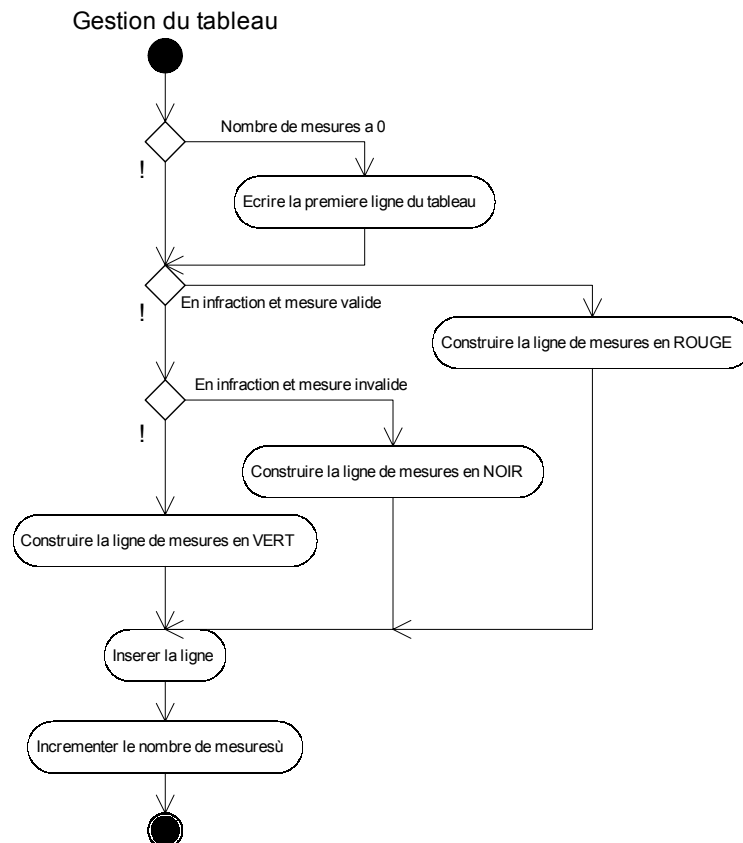 Gestion du tableau
Nombre de mesures a 0
!
Ecrire la premiere ligne du tableau
En infraction et mesure valide
!
Construire la ligne de mesures en ROUGE
En infraction et mesure invalide
!
Construire la ligne de mesures en NOIR
Construire la ligne de mesures en VERT
Inserer la ligne
Incrementer le nombre de mesuresù